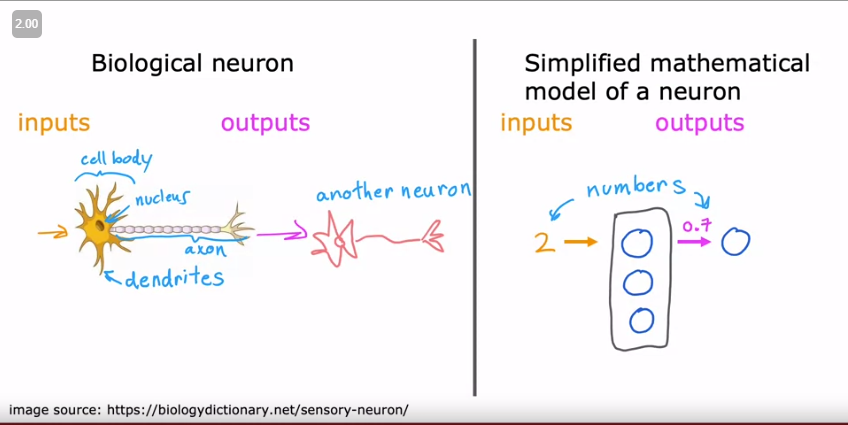 2.00
Biological neuron
inputs
outputs
cell body
nucleus
axon
dendrites
another neuron
Simplified mathematical
model of a neuron
inputs
outputs
numbers
2
0.7
image source: https://biologydictionary.net/sensory-neuron/